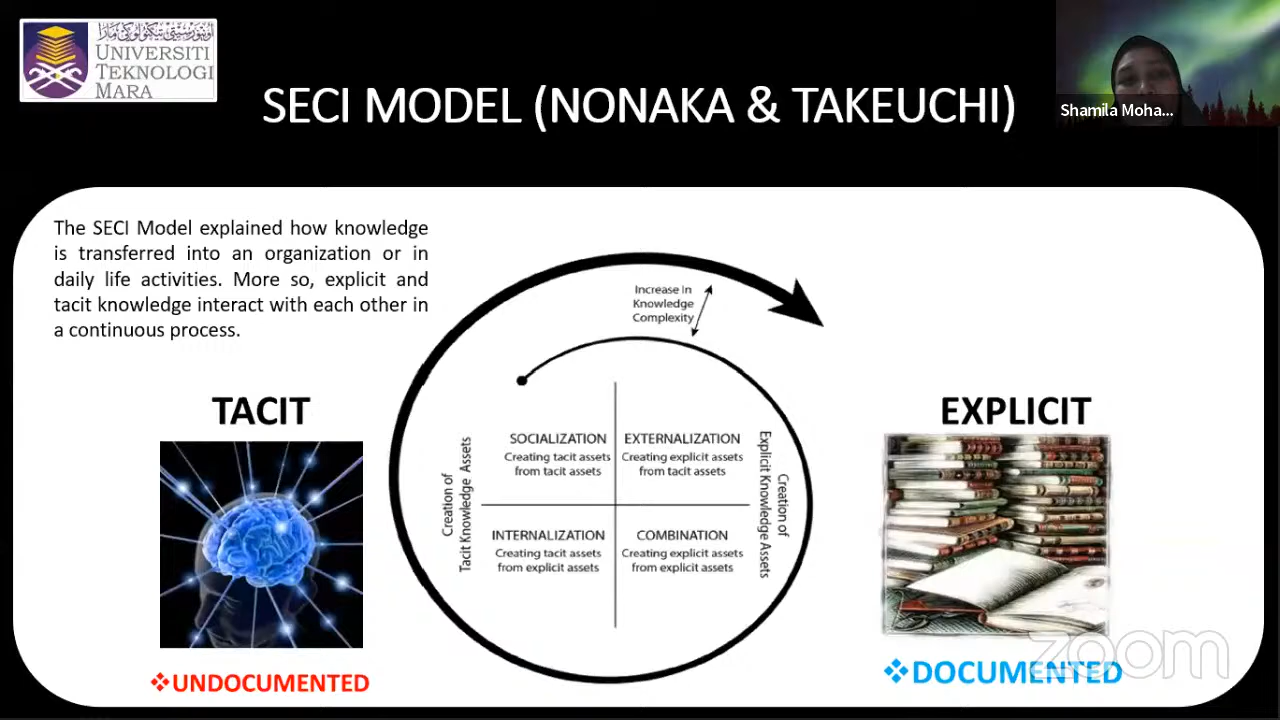 اونيۏرسيتي تيكنولوݢي مارا
UNIVERSITI
TEKNOLOGI
MARA
SECI MODEL (NONAKA & TAKEUCHI)
Shamila Moha...
The SECI Model explained how knowledge
is transferred into an organization or in
daily life activities. More so, explicit and
tacit knowledge interact with each other in
a continuous process.
Increase In
Knowledge
Complexity
TACIT
EXPLICIT
SOCIALIZATION
Creating tacit assets
from tacit assets
EXTERNALIZATION
Creating explicit assets
from tacit assets
INTERNALIZATION
Creating tacit assets
from explicit assets
COMBINATION
Creating explicit assets
from explicit assets
Creation of
Tacit Knowledge Assets
Creation of
Explicit Knowledge Assets
❖UNDOCUMENTED
❖DOCUMENTED
zoom